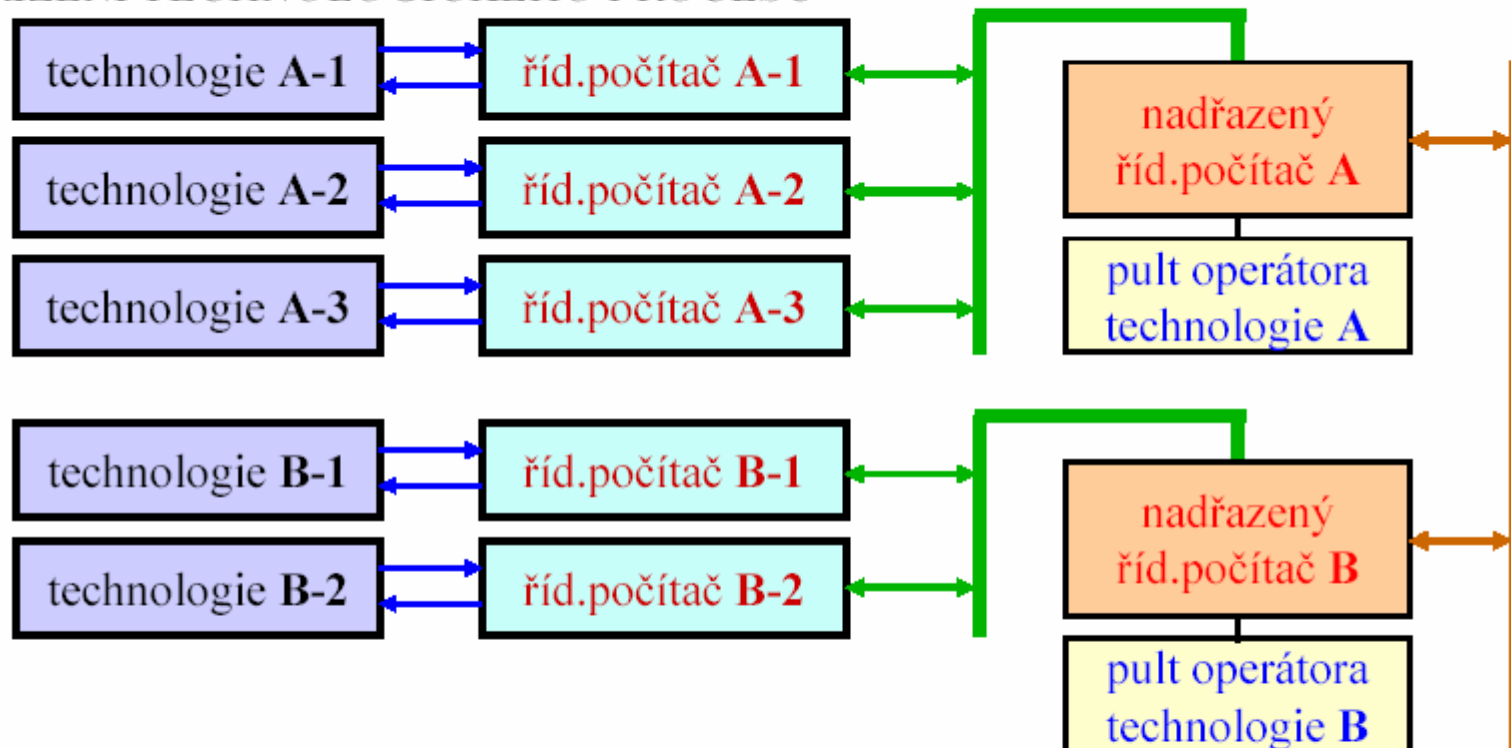 technologie A-1
říd.počítač A-1
technologie A-2
říd.počítač A-2
technologie A-3
říd.počítač A-3
nadřazený
říd.počítač A
pult operátora
technologie A
technologie B-1
říd.počítač B-1
technologie B-2
říd.počítač B-2
nadřazený
říd.počítač B
pult operátora
technologie B